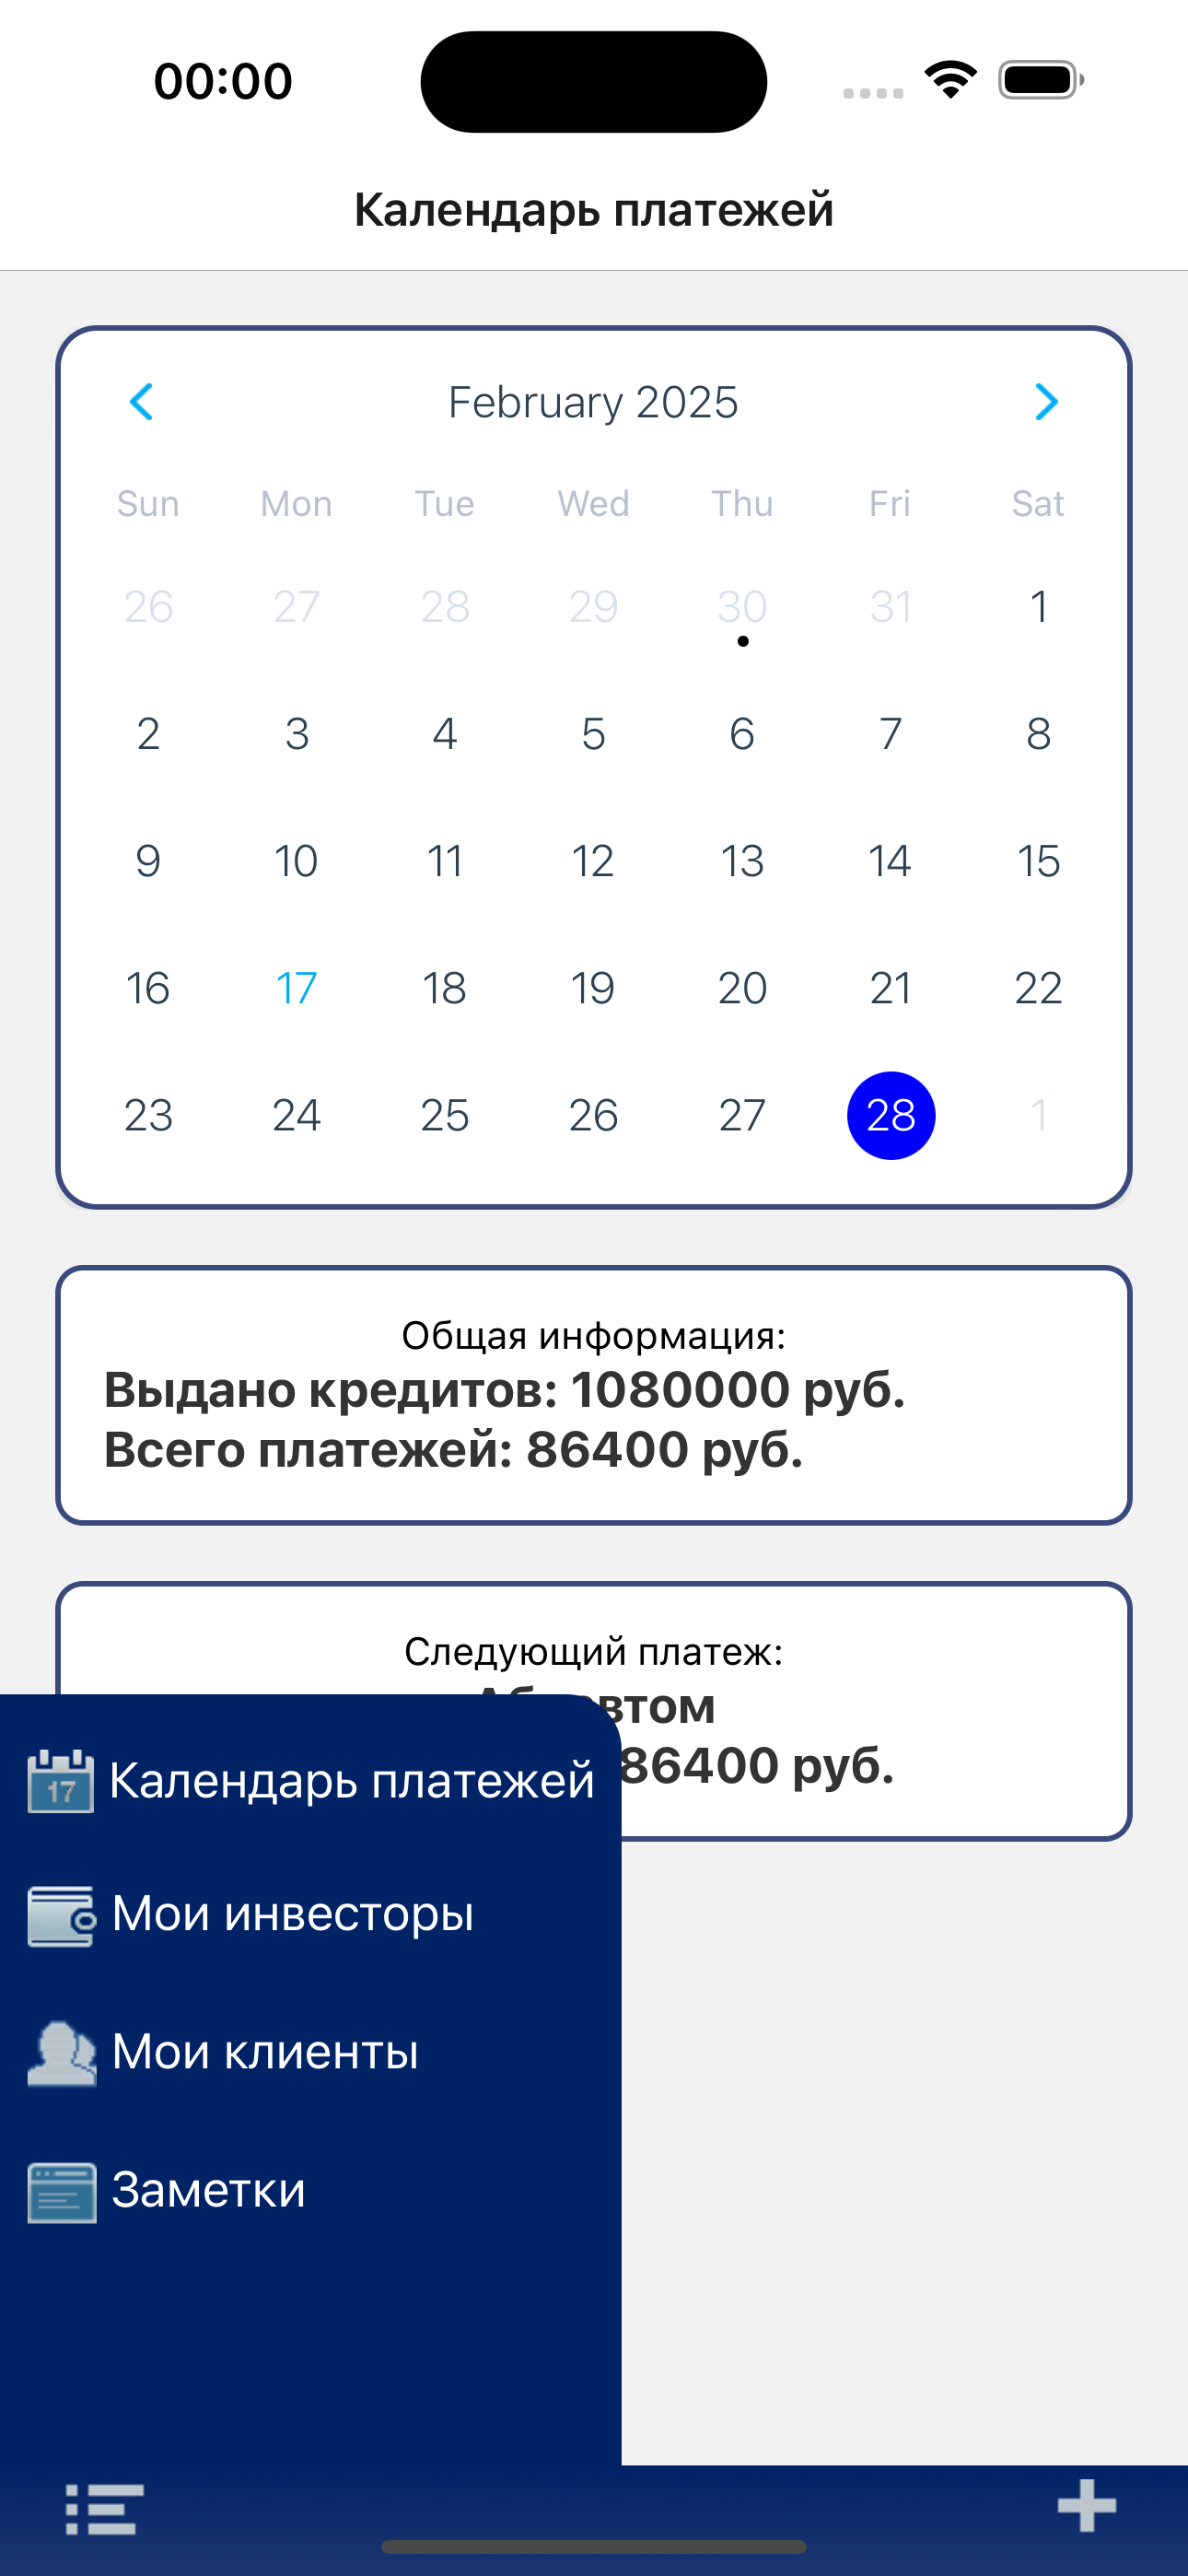 00:00
Календарь платежей
February 2025
Sun Mon Tue Wed Thu Fri Sat
26 27 28 29 30 31 1
2 3 4 5 6 7 8
9 10 11 12 13 14 15
16 17 18 19 20 21 22
23 24 25 26 27 28 1
Общая информация:
Выдано кредитов: 1080000 руб.
Всего платежей: 86400 руб.
Следующий платеж:
86400 руб.
17
Календарь платежей
Мои инвесторы
Мои клиенты
Заметки